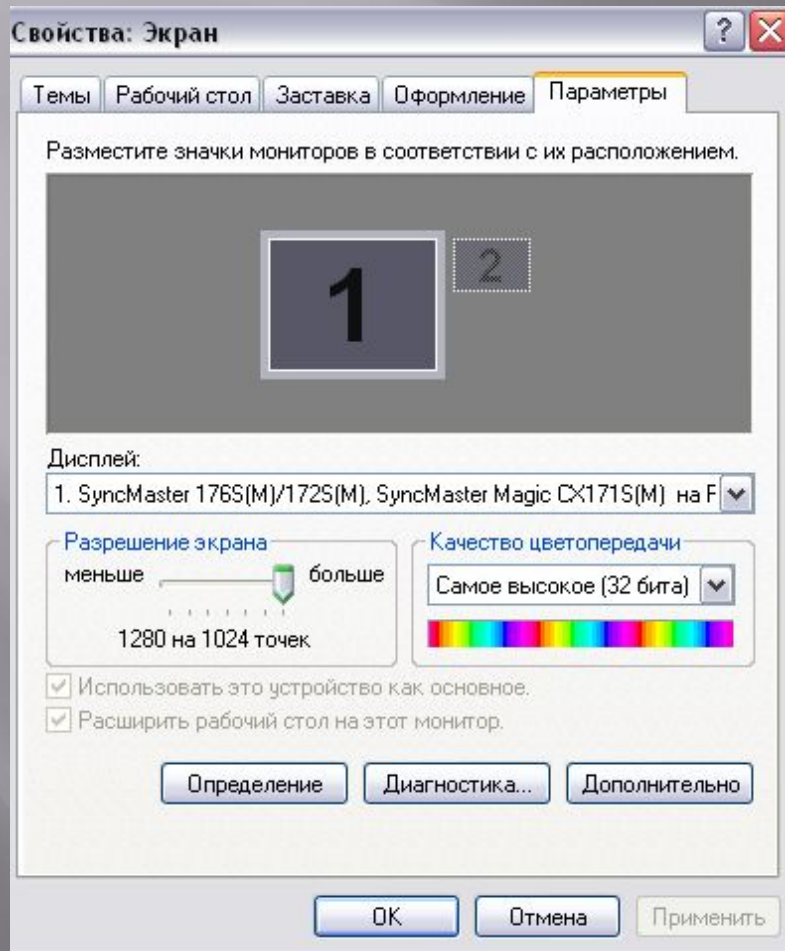 Свойства: Экран
Темы
Рабочий стол
Заставка
Оформление
Параметры
Разместите значки мониторов в соответствии с их расположением.
1
2
Дисплей:
1. SyncMaster 176S(M)/172S(M), SyncMaster Magic CX171S(M) на F
Разрешение экрана
меньше
больше
1280 на 1024 точек
Качество цветопередачи
Самое высокое (32 бита)
Использовать это устройство как основное.
Расширить рабочий стол на этот монитор.
Определение
Диагностика...
Дополнительно
ОК
Отмена
Применить